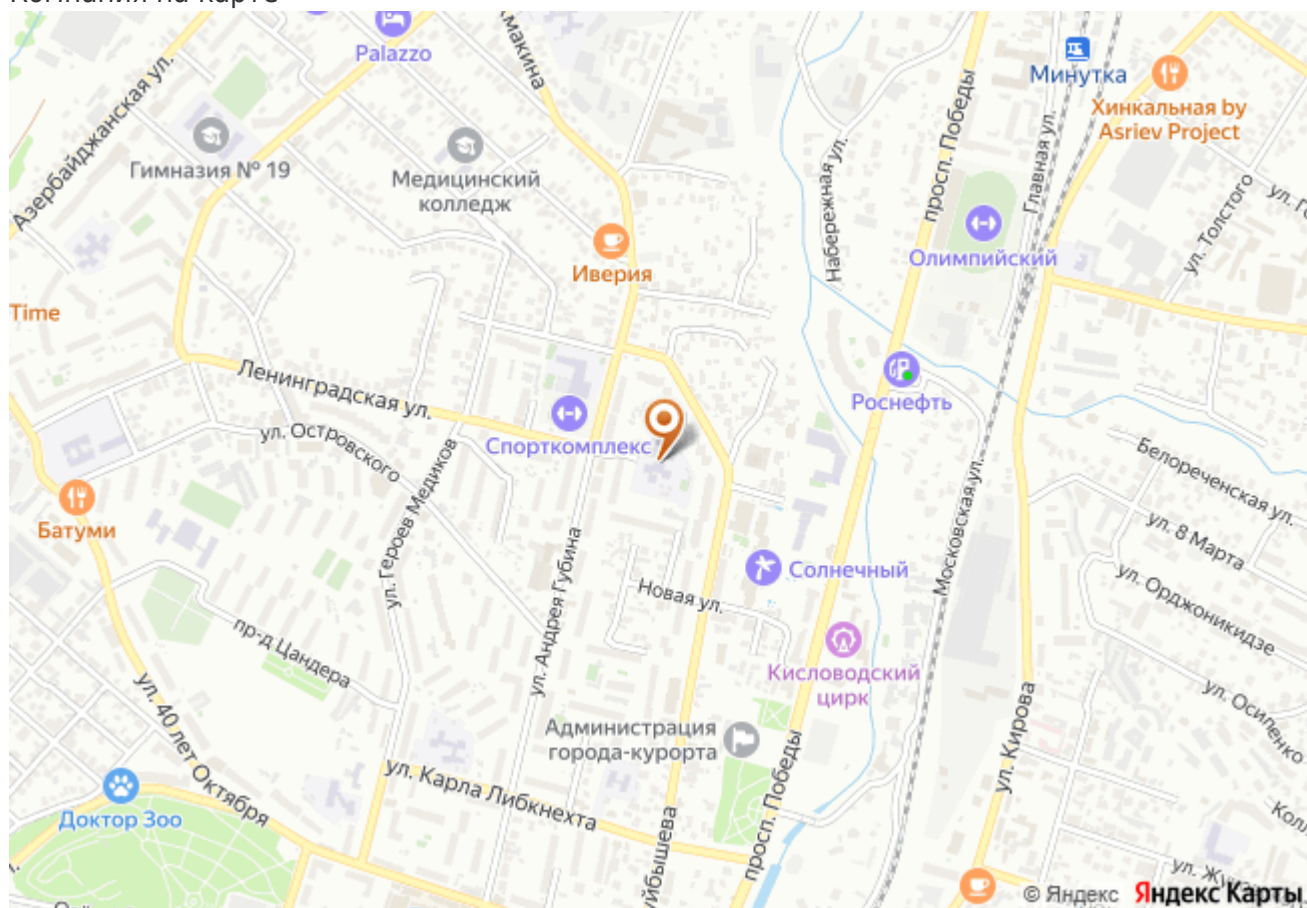 Компания на карте
Palazzo
Азербайджанская ул.
Гимназия № 19
Медицинский
колледж
Иверия
Набережная ул.
просп. Победы
Минутка
Главная ул.
Хинкальная by
Asriev Project
ул. Толстого
Олимпийский
Time
Ленинградская ул.
ул. Островского
Спорткомплекс
Роснефть
Белореченская ул.
ул. 8 Марта
ул. Орджоникидзе
ул. Осипенко
Московская ул.
Батуми
ул. Героев Медиков
ул. Андрея Губина
Солнечный
Новая ул.
пр-д Цандера
Кисловодский
цирк
Администрация
города-курорта
ул. 40 лет Октября
ул. Карла Либкнехта
просп. Победы
ул. Кирова
Доктор Зоо
© Яндекс Яндекс Карты